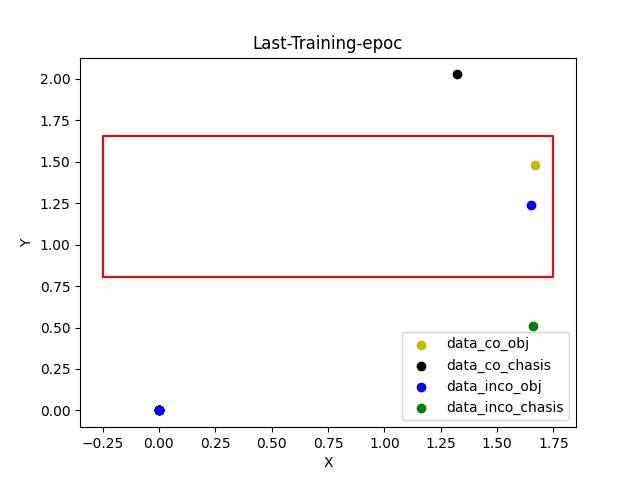 Last-Training-epoc
2.00
1.75
1.50
1.25
1.00
0.75
0.50
0.25
0.00
Y
data_co_obj
data_co_chasis
data_inco_obj
data_inco_chasis
−0.25 0.00 0.25 0.50 0.75 1.00 1.25 1.50 1.75
X